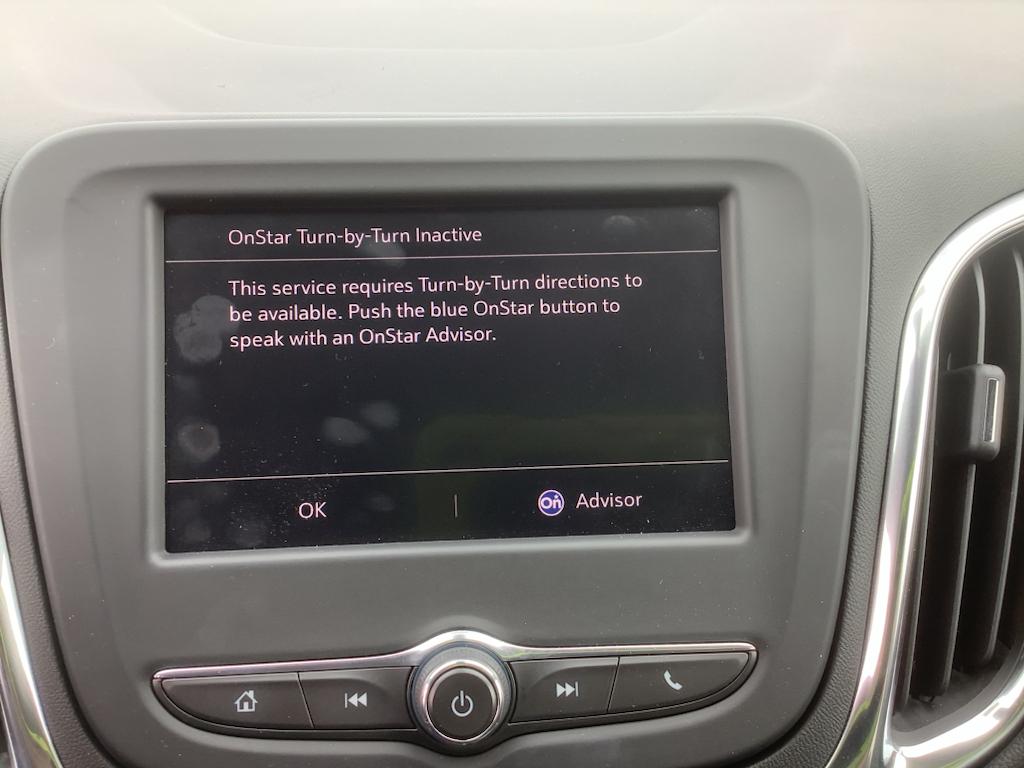 OnStar Turn-by-Turn Inactive
This service requires Turn-by-Turn directions to
be available. Push the blue OnStar button to
speak with an OnStar Advisor.
OK
On Advisor